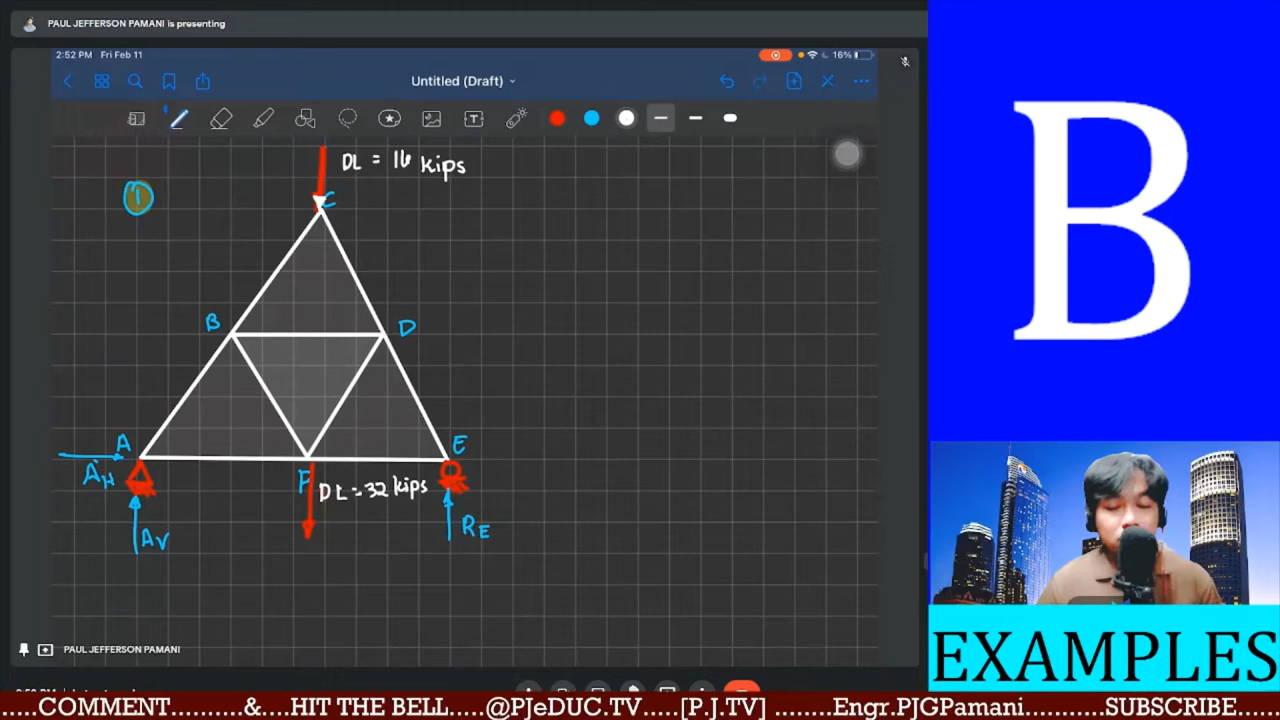 PAUL JEFFERSON PAMANI is presenting
2:52 PM Fri Feb 11
16%
Untitled (Draft)
T
DL = 16 kips
1
C
B
D
A
E
AH
F
DL = 32 kips
AV
RE
PAUL JEFFERSON PAMANI
B
EXAMPLES
....COMMENT.........&....HIT THE BELL.....@PJeDUC.TV.....[P.J.TV] .........Engr.PJGPamani..........SUBSCRIBE......